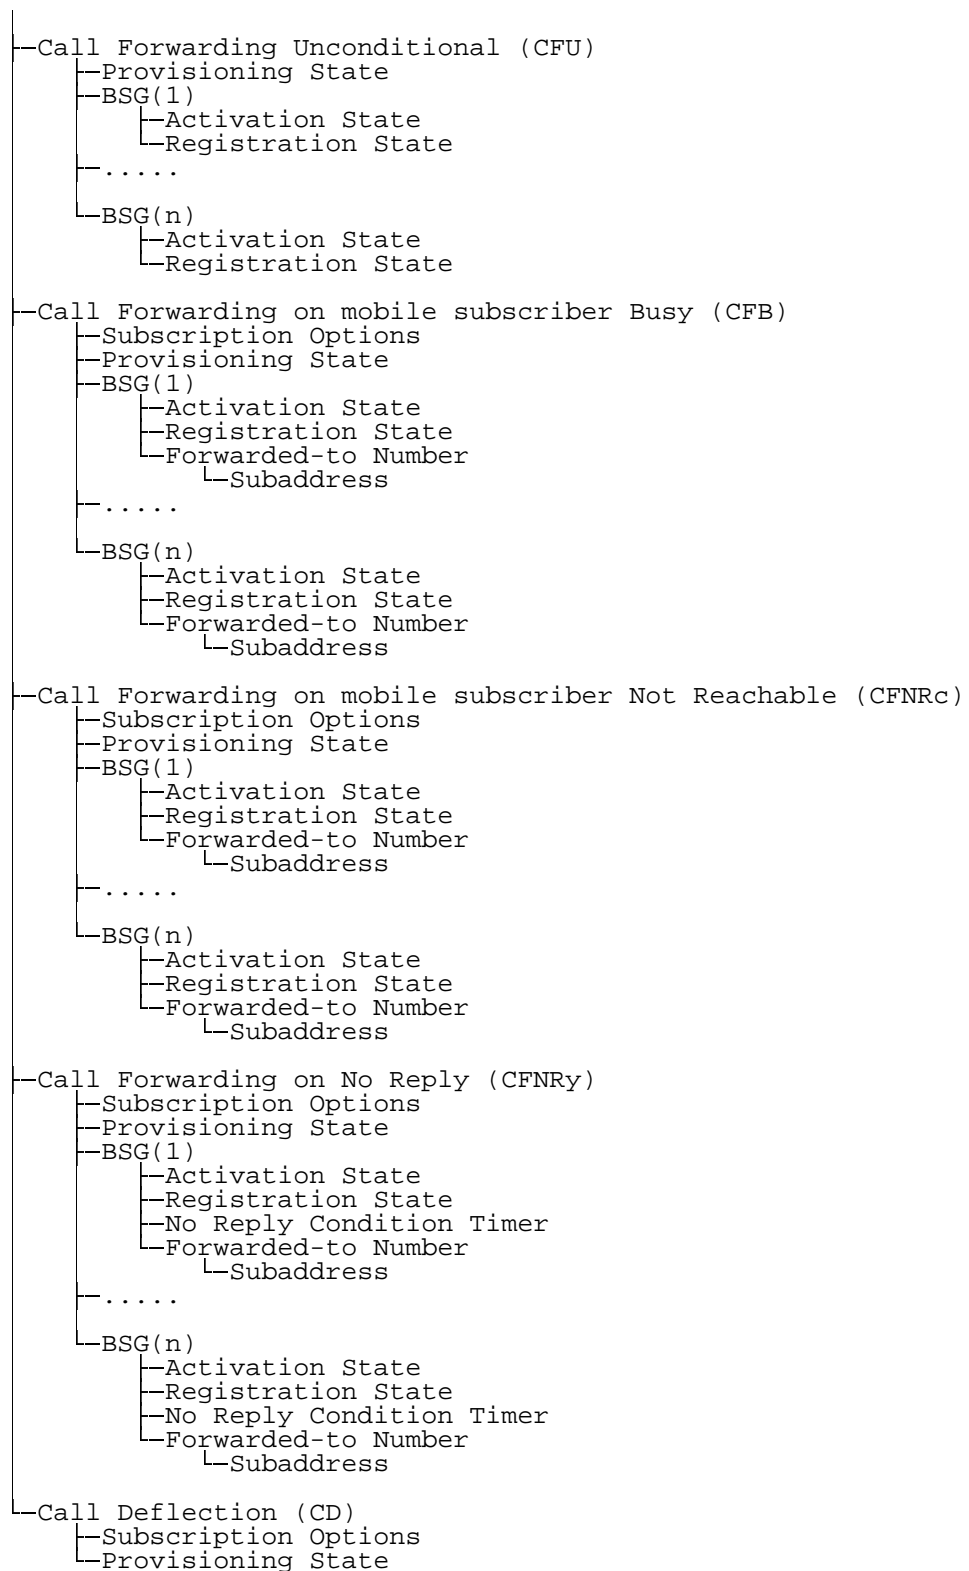 Call Forwarding Unconditional (CFU)
Provisioning State
BSG(1)
Activation State
Registration State
.....
BSG(n)
Activation State
Registration State
Call Forwarding on mobile subscriber Busy (CFB)
Subscription Options
Provisioning State
BSG(1)
Activation State
Registration State
Forwarded-to Number
Subaddress
.....
BSG(n)
Activation State
Registration State
Forwarded-to Number
Subaddress
Call Forwarding on mobile subscriber Not Reachable (CFNRc)
Subscription Options
Provisioning State
BSG(1)
Activation State
Registration State
Forwarded-to Number
Subaddress
.....
BSG(n)
Activation State
Registration State
Forwarded-to Number
Subaddress
Call Forwarding on No Reply (CFNRy)
Subscription Options
Provisioning State
BSG(1)
Activation State
Registration State
No Reply Condition Timer
Forwarded-to Number
Subaddress
.....
BSG(n)
Activation State
Registration State
No Reply Condition Timer
Forwarded-to Number
Subaddress
Call Deflection (CD)
Subscription Options
Provisioning State